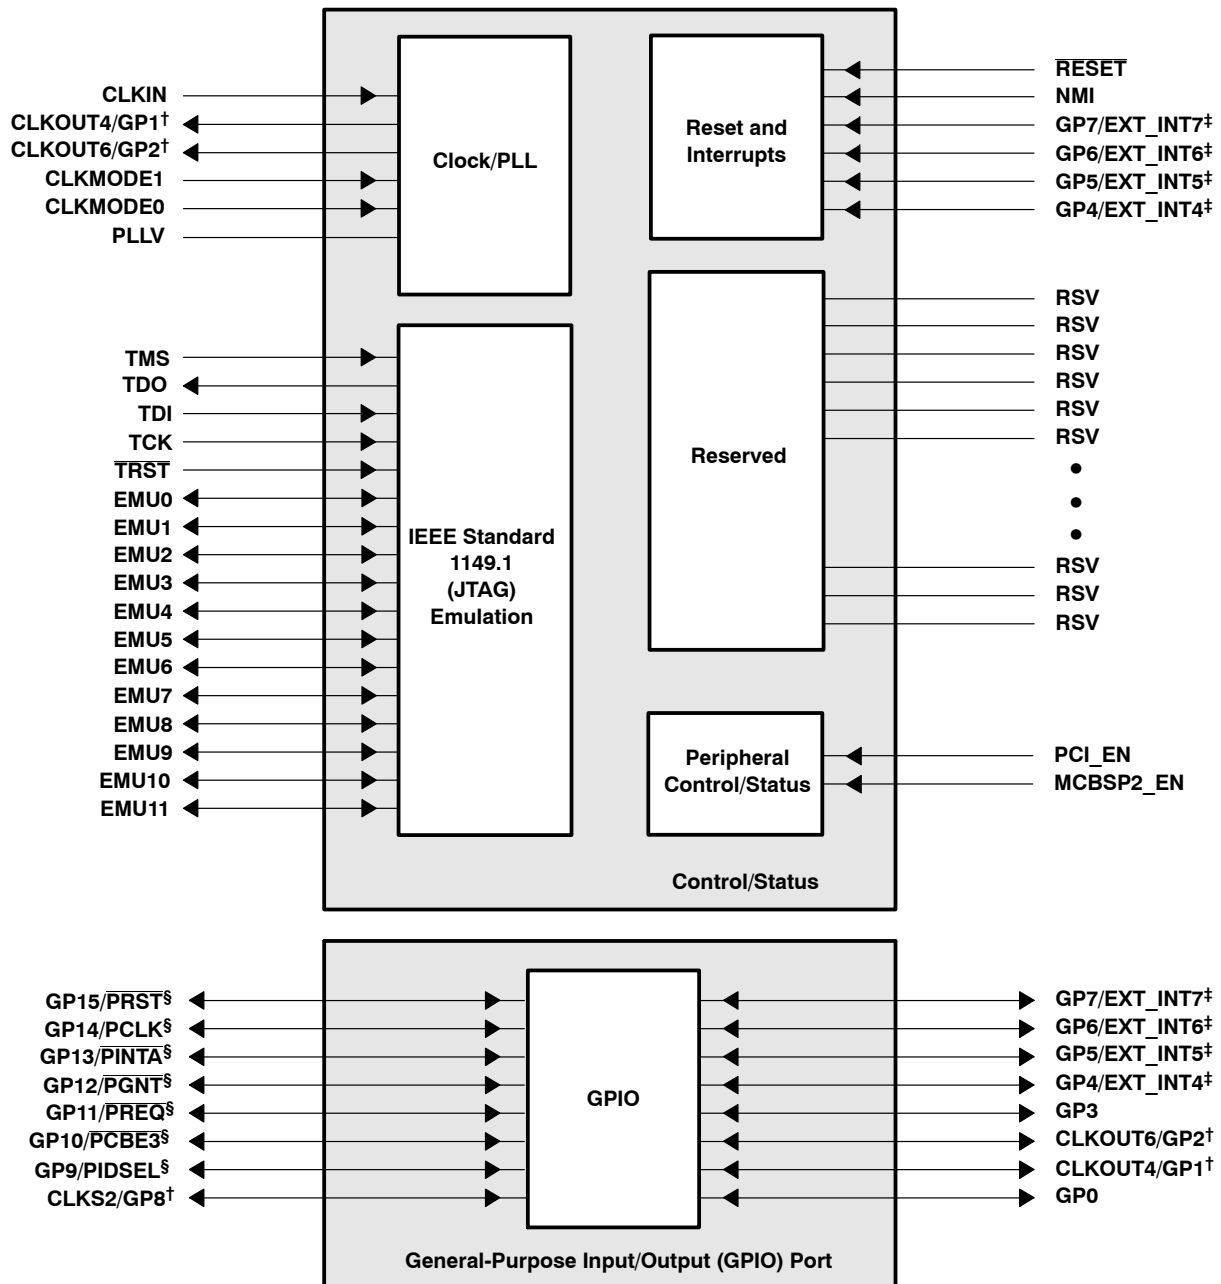 CLKIN
CLKOUT4/GP1†
CLKOUT6/GP2†
CLKMODE1
CLKMODE0
PLLV
Clock/PLL
Reset and
Interrupts
RESET
NMI
GP7/EXT_INT7‡
GP6/EXT_INT6‡
GP5/EXT_INT5‡
GP4/EXT_INT4‡
TMS
TDO
TDI
TCK
TRST
EMU0
EMU1
EMU2
EMU3
EMU4
EMU5
EMU6
EMU7
EMU8
EMU9
EMU10
EMU11
IEEE Standard
1149.1
(JTAG)
Emulation
Reserved
RSV
RSV
RSV
RSV
RSV
RSV
RSV
RSV
RSV
Peripheral
Control/Status
PCI_EN
MCBSP2_EN
Control/Status
GP15/PRST§
GP14/PCLK§
GP13/PINTA§
GP12/PGNT§
GP11/PREQ§
GP10/PCBE3§
GP9/PIDSEL§
CLKS2/GP8†
GPIO
GP7/EXT_INT7‡
GP6/EXT_INT6‡
GP5/EXT_INT5‡
GP4/EXT_INT4‡
GP3
CLKOUT6/GP2†
CLKOUT4/GP1†
GP0
General-Purpose Input/Output (GPIO) Port